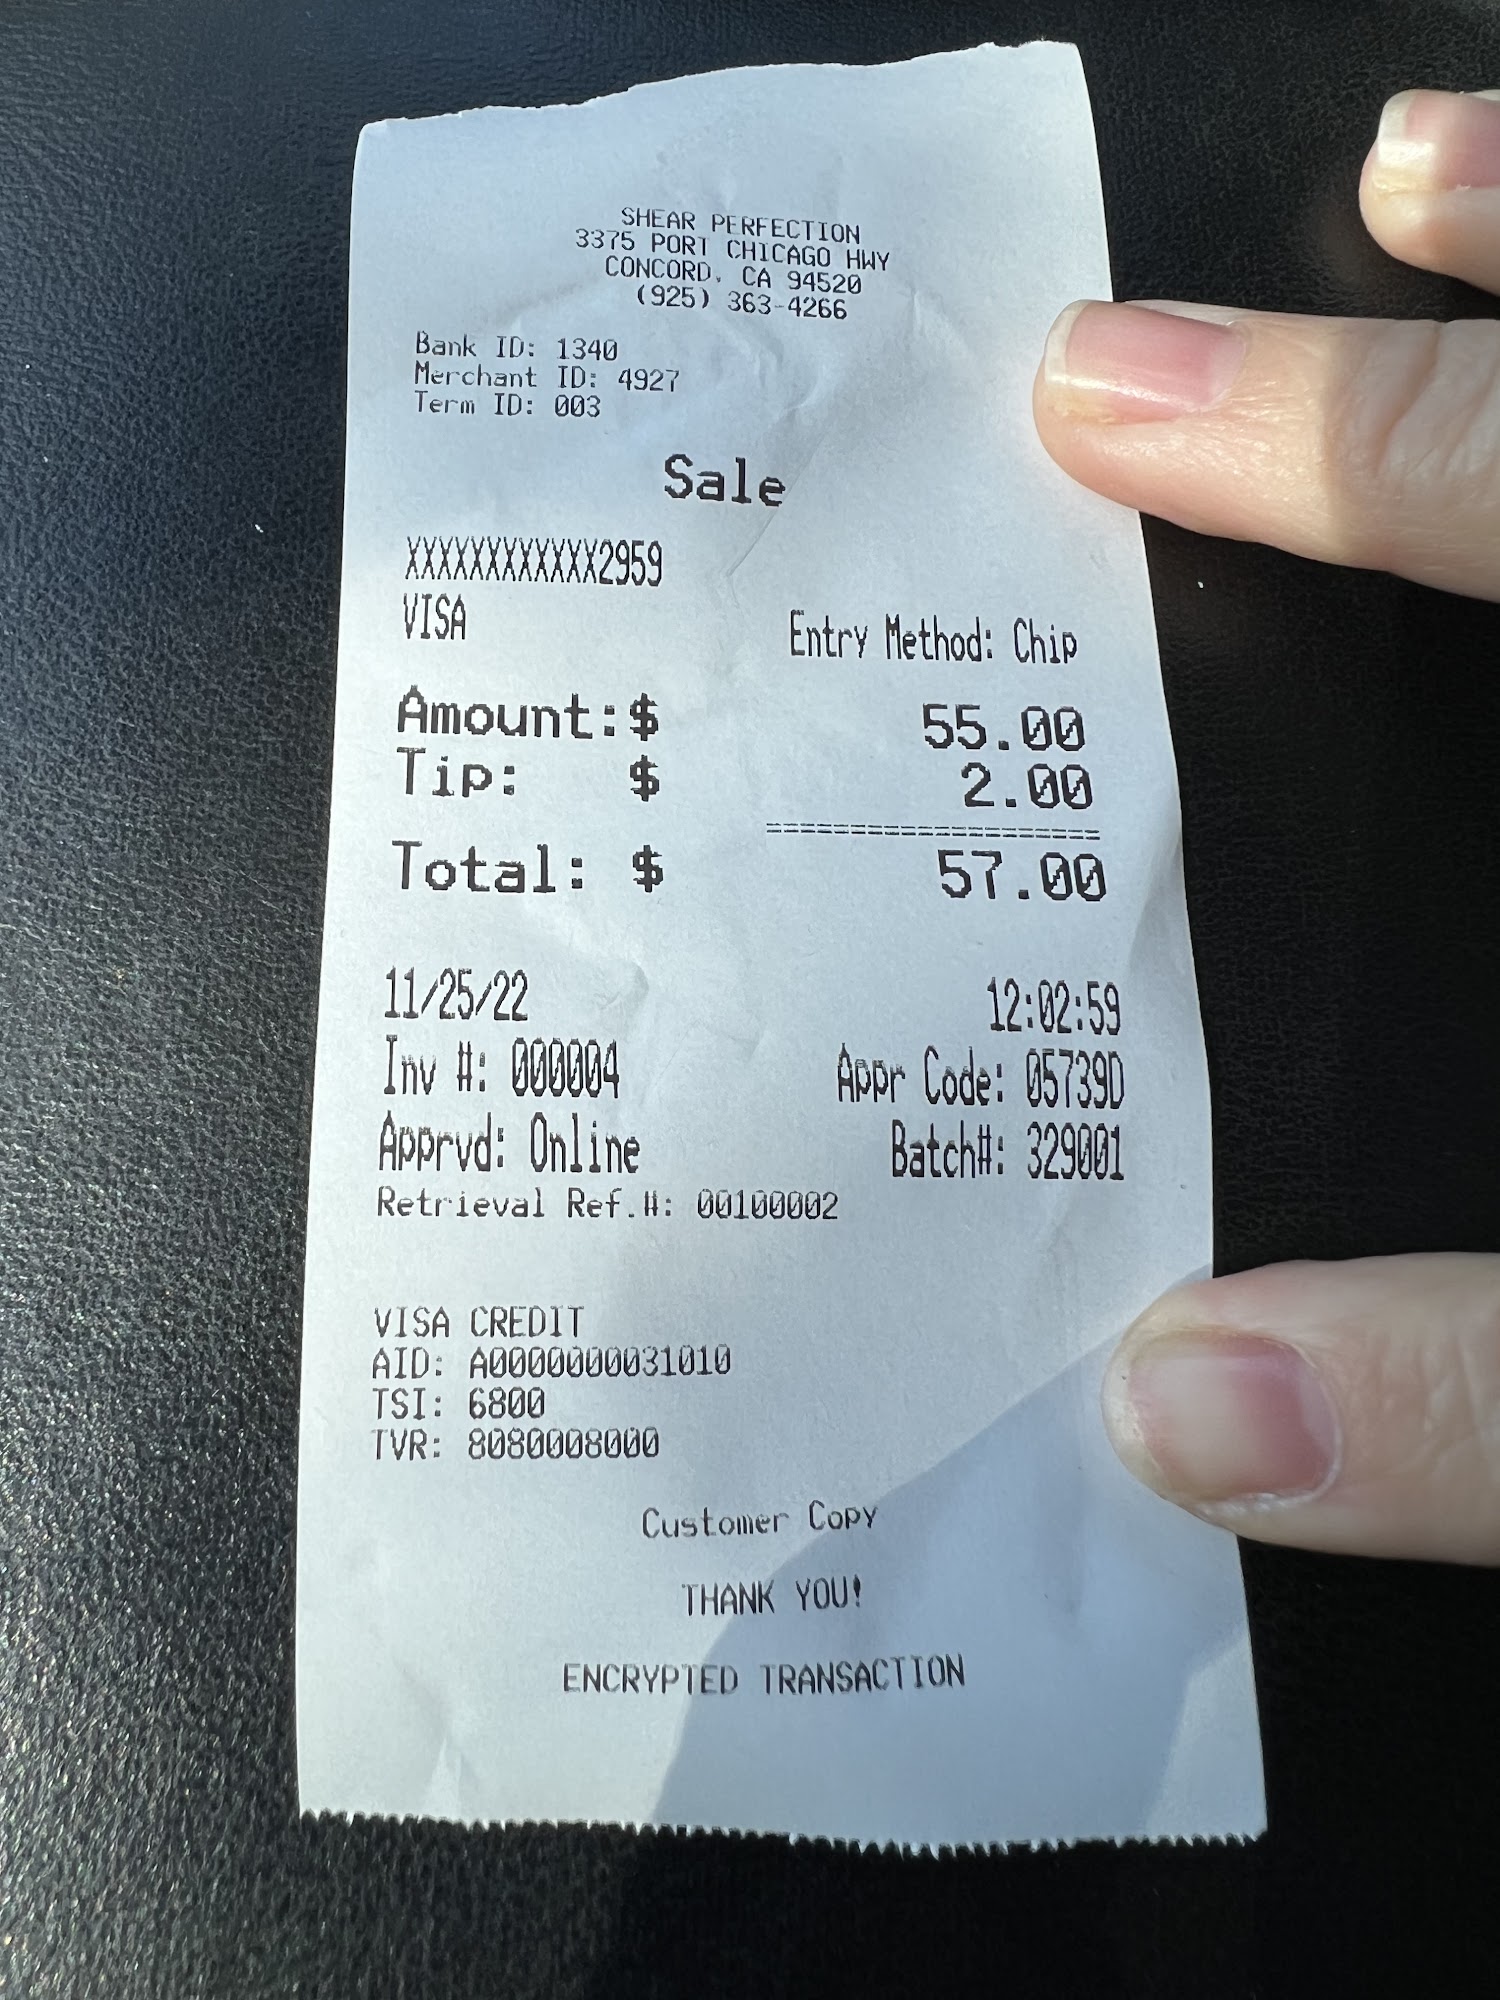 SHEAR PERFECTION
3375 PORT CHICAGO HWY
CONCORD, CA 94520
(925) 363-4266
Bank ID: 1340
Merchant ID: 4927
Term ID: 003
Sale
XXXXXXXXXXXX2959
VISA Entry Method: Chip
Amount:$ 55.00
Tip: $ 2.00
====================
Total: $ 57.00
11/25/22 12:02:59
Inv #: 000004 Appr Code: 05739D
Apprvd: Online Batch#: 329001
Retrieval Ref.#: 00100002
VISA CREDIT
AID: A0000000031010
TSI: 6800
TVR: 8080008000
Customer Copy
THANK YOU!
ENCRYPTED TRANSACTION